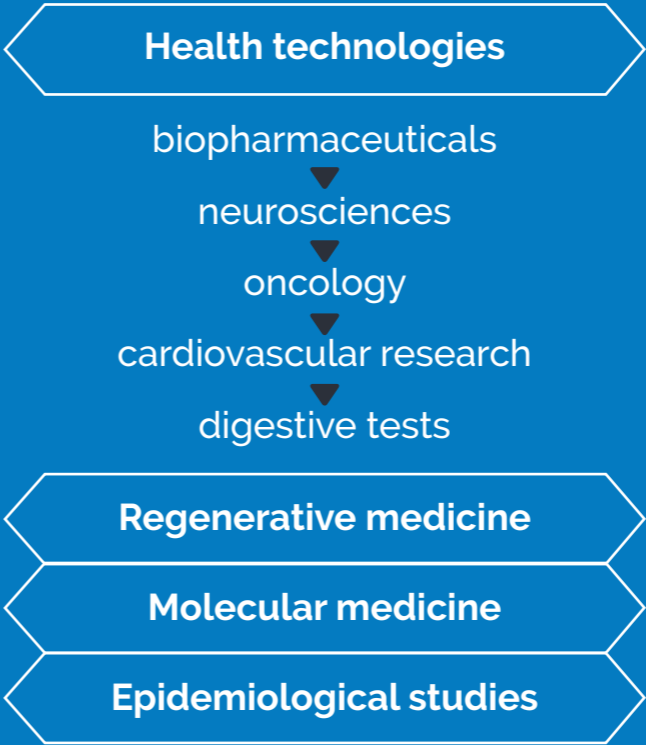 Health technologies
biopharmaceuticals
neurosciences
oncology
cardiovascular research
digestive tests
Regenerative medicine
Molecular medicine
Epidemiological studies